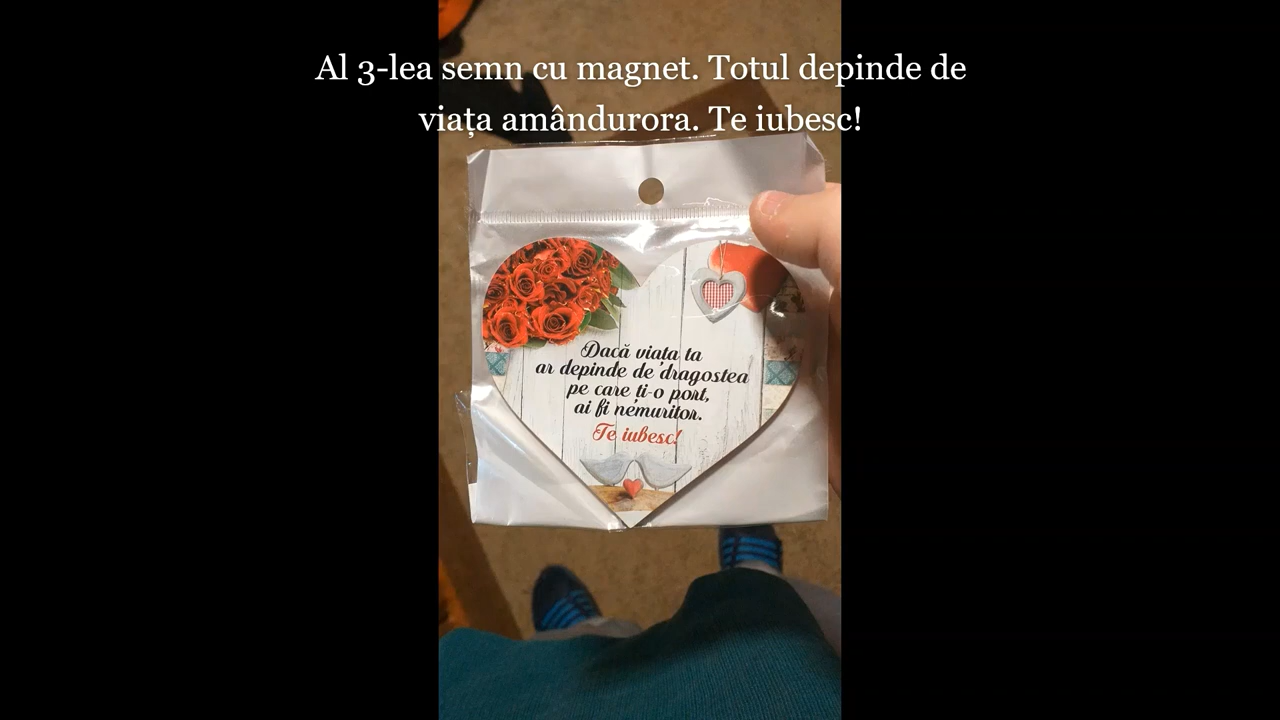 Al 3-lea semn cu magnet. Totul depinde de
viața amândurora. Te iubesc!
Dacă viața ta
ar depinde de dragostea
pe care ți-o port,
ai fi nemuritor.
Te iubesc!